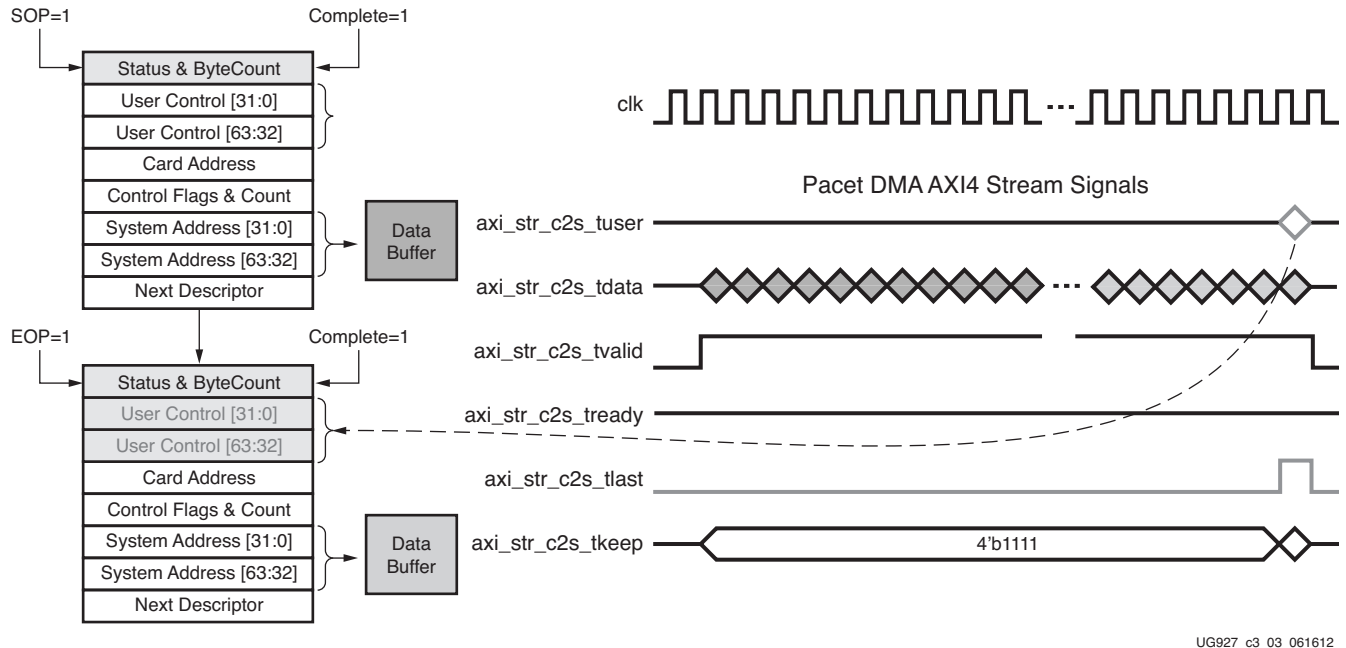 SOP=1
Complete=1
Status & ByteCount
User Control [31:0]
User Control [63:32]
Card Address
Control Flags & Count
System Address [31:0]
System Address [63:32]
Next Descriptor
Data
Buffer
EOP=1
Complete=1
Status & ByteCount
User Control [31:0]
User Control [63:32]
Card Address
Control Flags & Count
System Address [31:0]
System Address [63:32]
Next Descriptor
Data
Buffer
clk
Pacet DMA AXI4 Stream Signals
axi_str_c2s_tuser
axi_str_c2s_tdata
axi_str_c2s_tvalid
axi_str_c2s_tready
axi_str_c2s_tlast
axi_str_c2s_tkeep
4'b1111
UG927_c3_03_061612